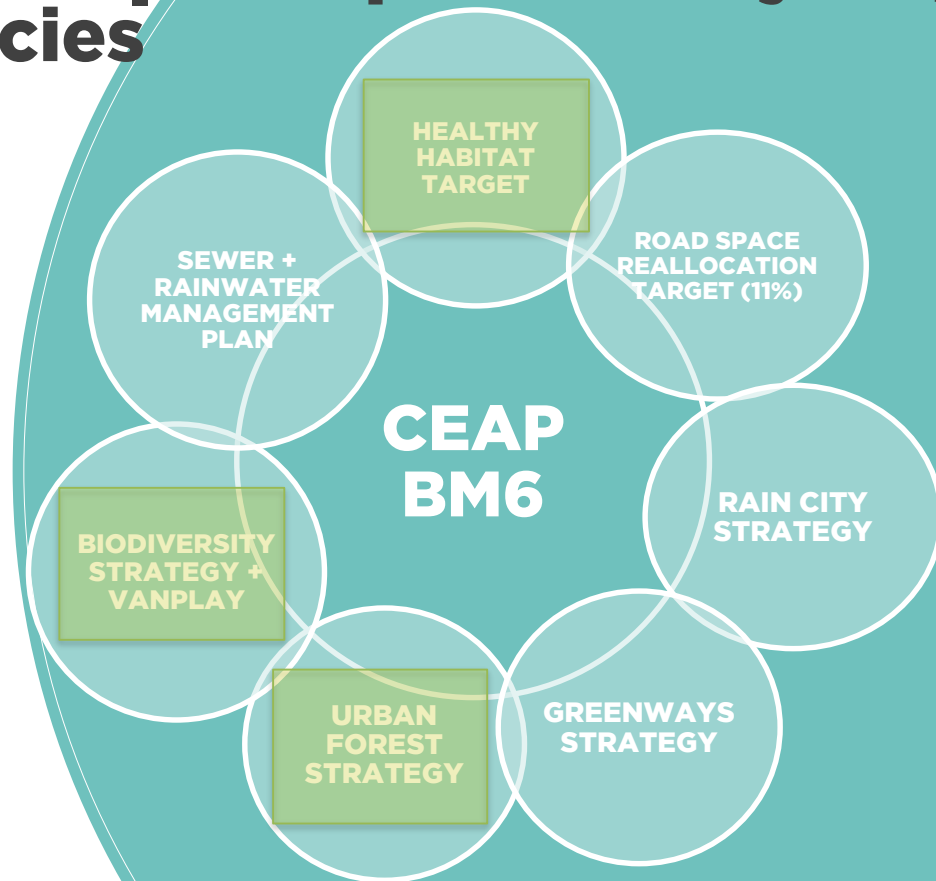 cies
HEALTHY
HABITAT
TARGET
ROAD SPACE
REALLOCATION
TARGET (11%)
SEWER +
RAINWATER
MANAGEMENT
PLAN
CEAP
BM6
RAIN CITY
STRATEGY
BIODIVERSITY
STRATEGY +
VANPLAY
URBAN
FOREST
STRATEGY
GREENWAYS
STRATEGY